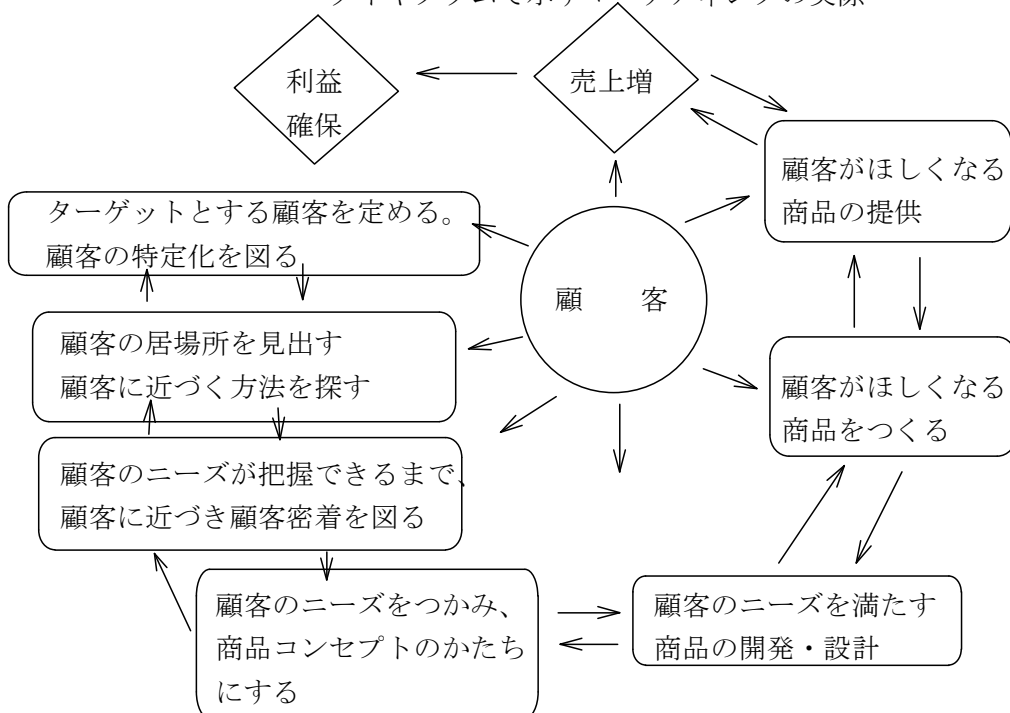 利益
確保
売上増
顧客がほしくなる
商品の提供
ターゲットとする顧客を定める。
顧客の特定化を図る
顧　　客
顧客の居場所を見出す
顧客に近づく方法を探す
顧客がほしくなる
商品をつくる
顧客のニーズが把握できるまで、
顧客に近づき顧客密着を図る
顧客のニーズをつかみ、
商品コンセプトのかたち
にする
顧客のニーズを満たす
商品の開発・設計